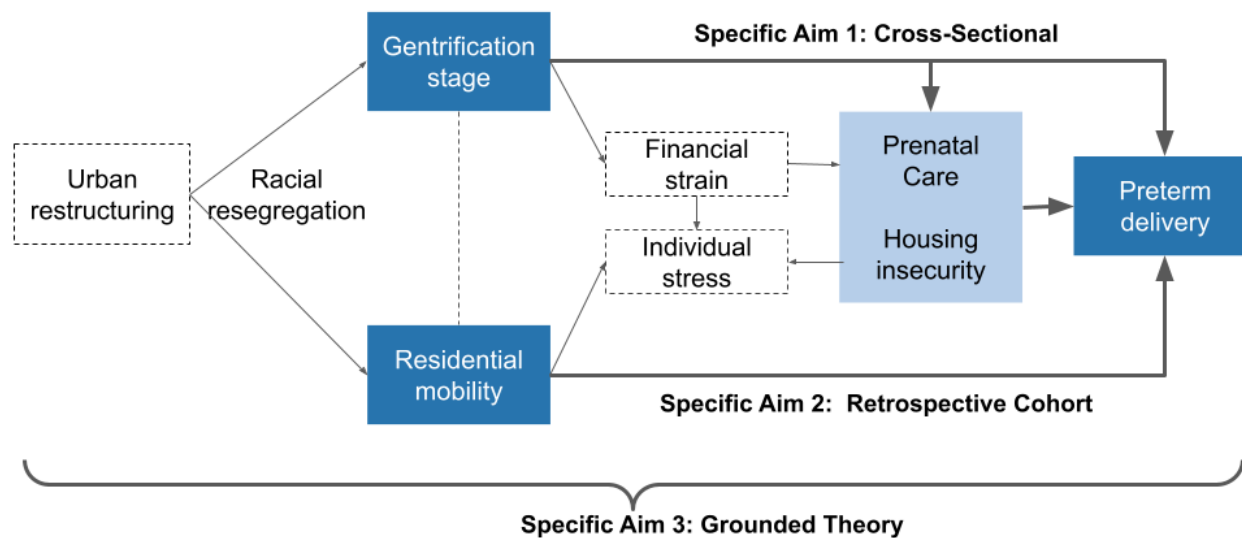 Gentrification
stage
Specific Aim 1: Cross-Sectional
Urban
restructuring
Racial
resegregation
Financial
strain
Individual
stress
Prenatal
Care
Housing
insecurity
Preterm
delivery
Residential
mobility
Specific Aim 2: Retrospective Cohort
Specific Aim 3: Grounded Theory